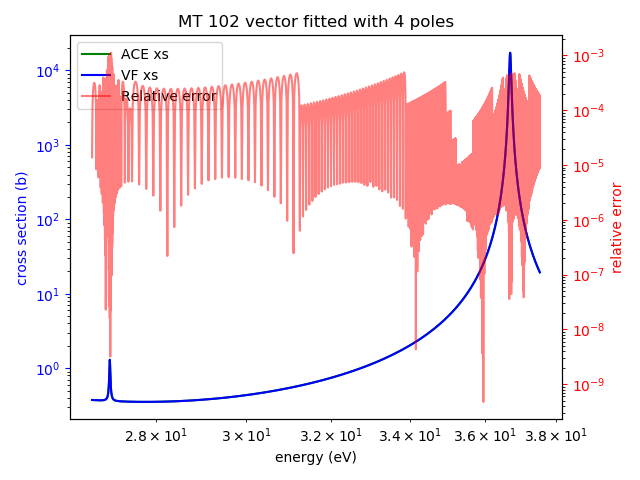 MT 102 vector fitted with 4 poles
ACE xs
VF xs
Relative error
cross section (b)
10⁴
10³
10²
10¹
10⁰
10⁻³
10⁻⁴
10⁻⁵
10⁻⁶
10⁻⁷
10⁻⁸
10⁻⁹
relative error
2.8 × 10¹ 3 × 10¹ 3.2 × 10¹ 3.4 × 10¹ 3.6 × 10¹ 3.8 × 10¹
energy (eV)